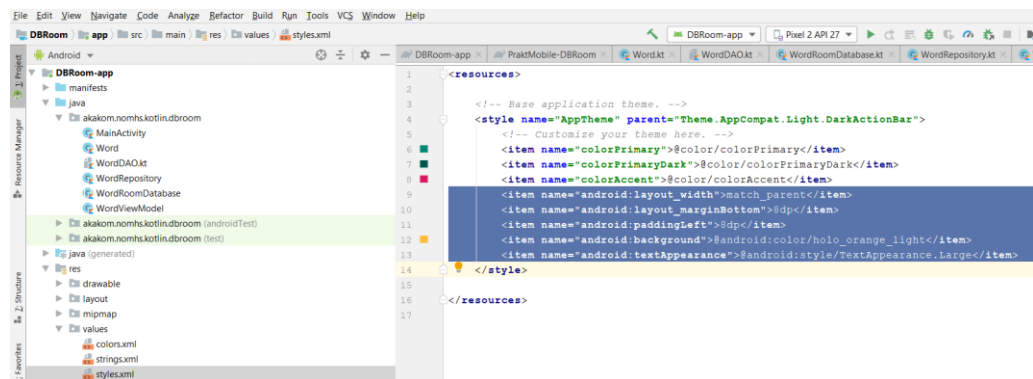 File Edit View Navigate Code Analyze Refactor Build Run Tools VCS Window Help
DBRoom app src main res values styles.xml DBRoom-app Pixel 2 API 27
Android DBRoom-app PraktMobile-DBRoom Word.kt WordDAO.kt WordRoomDatabase.kt WordRepository.kt
1: Project
Resource Manager
Z: Structure
Favorites
DBRoom-app
manifests
java
akakom.nomhs.kotlin.dbroom
MainActivity
Word
WordDAO.kt
WordRepository
WordRoomDatabase
WordViewModel
akakom.nomhs.kotlin.dbroom (androidTest)
akakom.nomhs.kotlin.dbroom (test)
java (generated)
res
drawable
layout
mipmap
values
colors.xml
strings.xml
styles.xml
1 <resources>
2
3 <!-- Base application theme. -->
4 <style name="AppTheme" parent="Theme.AppCompat.Light.DarkActionBar">
5 <!-- Customize your theme here. -->
6 <item name="colorPrimary">@color/colorPrimary</item>
7 <item name="colorPrimaryDark">@color/colorPrimaryDark</item>
8 <item name="colorAccent">@color/colorAccent</item>
9 <item name="android:layout_width">match_parent</item>
10 <item name="android:layout_marginBottom">8dp</item>
11 <item name="android:paddingLeft">8dp</item>
12 <item name="android:background">@android:color/holo_orange_light</item>
13 <item name="android:textAppearance">@android:style/TextAppearance.Large</item>
14 </style>
15
16 </resources>
17